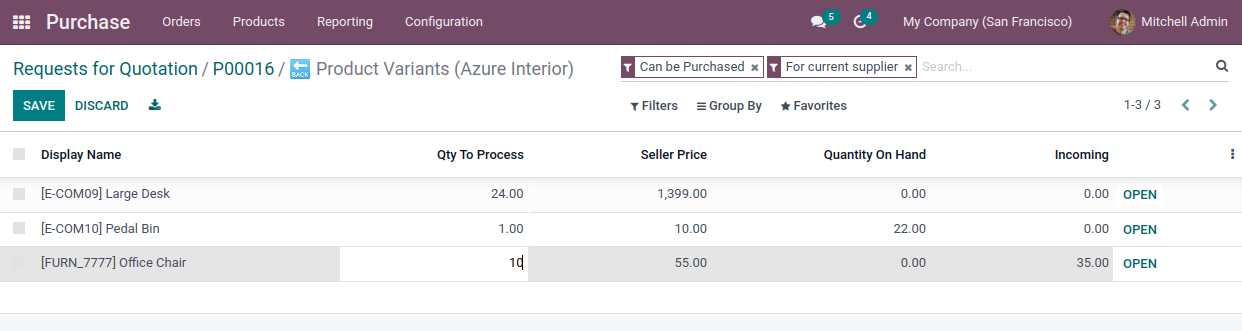 Purchase Orders Products Reporting Configuration 5 4 My Company (San Francisco) Mitchell Admin
Requests for Quotation / P00016 / BACK Product Variants (Azure Interior) Can be Purchased × For current supplier × Search...
SAVE DISCARD Filters Group By Favorites 1-3 / 3
Display Name Qty To Process Seller Price Quantity On Hand Incoming
[E-COM09] Large Desk 24.00 1,399.00 0.00 0.00 OPEN
[E-COM10] Pedal Bin 1.00 10.00 22.00 0.00 OPEN
[FURN_7777] Office Chair 10 55.00 0.00 35.00 OPEN